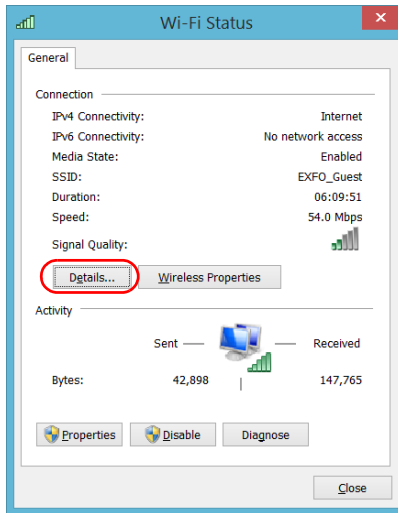 Wi-Fi Status
General
Connection
IPv4 Connectivity: Internet
IPv6 Connectivity: No network access
Media State: Enabled
SSID: EXFO_Guest
Duration: 06:09:51
Speed: 54.0 Mbps
Signal Quality:
Details... Wireless Properties
Activity
Sent Received
Bytes: 42,898 147,765
Properties Disable Diagnose
Close